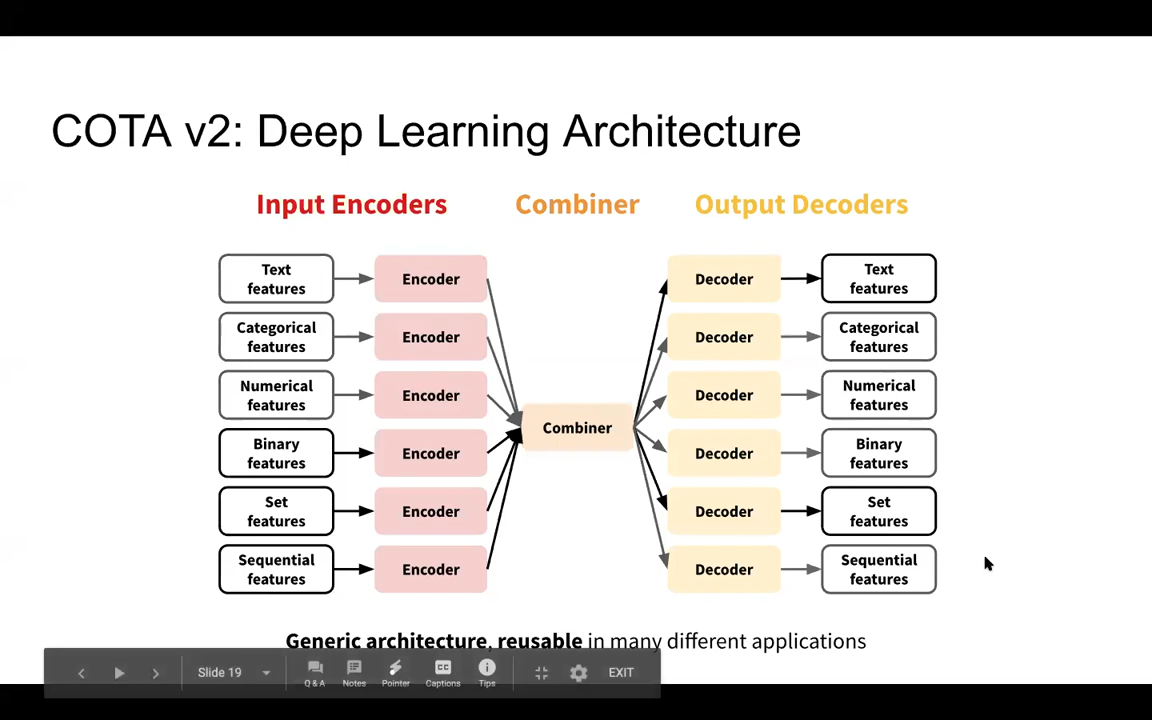 COTA v2: Deep Learning Architecture
Input Encoders
Combiner
Output Decoders
Text
features
Encoder
Decoder
Text
features
Categorical
features
Encoder
Decoder
Categorical
features
Numerical
features
Encoder
Decoder
Numerical
features
Combiner
Binary
features
Encoder
Decoder
Binary
features
Set
features
Encoder
Decoder
Set
features
Sequential
features
Encoder
Decoder
Sequential
features
Generic architecture, reusable in many different applications
Slide 19
Q & A
Notes
Pointer
CC
Captions
Tips
EXIT